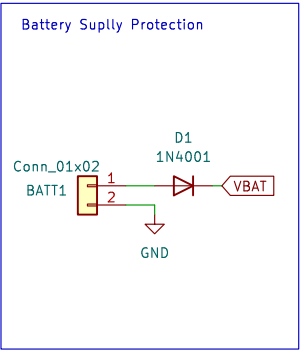 Battery Suplly Protection
D1
1N4001
Conn_01x02
BATT1
1
2
VBAT
GND